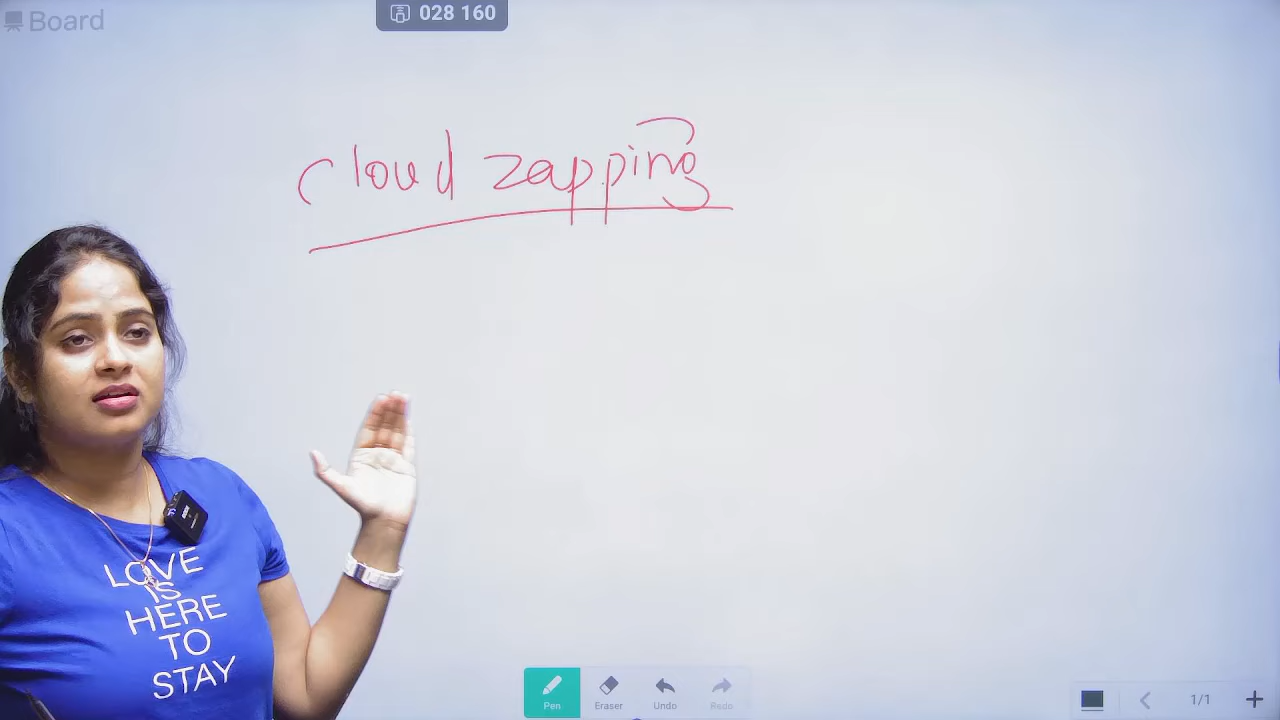 Board
028 160
cloud zapping
LOVE
IS
HERE
TO
STAY
Pen
Eraser
Undo
Redo
1/1